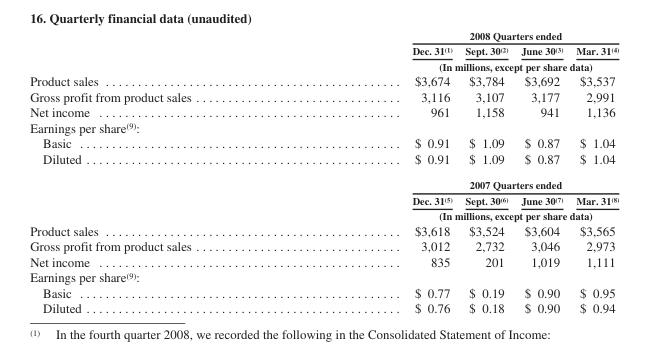 16. Quarterly financial data (unaudited)
2008 Quarters ended
Dec. 31(1) Sept. 30(2) June 30(3) Mar. 31(4)
(In millions, except per share data)
Product sales $3,674 $3,784 $3,692 $3,537
Gross profit from product sales 3,116 3,107 3,177 2,991
Net income 961 1,158 941 1,136
Earnings per share(9):
Basic $ 0.91 $ 1.09 $ 0.87 $ 1.04
Diluted $ 0.91 $ 1.09 $ 0.87 $ 1.04
2007 Quarters ended
Dec. 31(5) Sept. 30(6) June 30(7) Mar. 31(8)
(In millions, except per share data)
Product sales $3,618 $3,524 $3,604 $3,565
Gross profit from product sales 3,012 2,732 3,046 2,973
Net income 835 201 1,019 1,111
Earnings per share(9):
Basic $ 0.77 $ 0.19 $ 0.90 $ 0.95
Diluted $ 0.76 $ 0.18 $ 0.90 $ 0.94
(1) In the fourth quarter 2008, we recorded the following in the Consolidated Statement of Income: